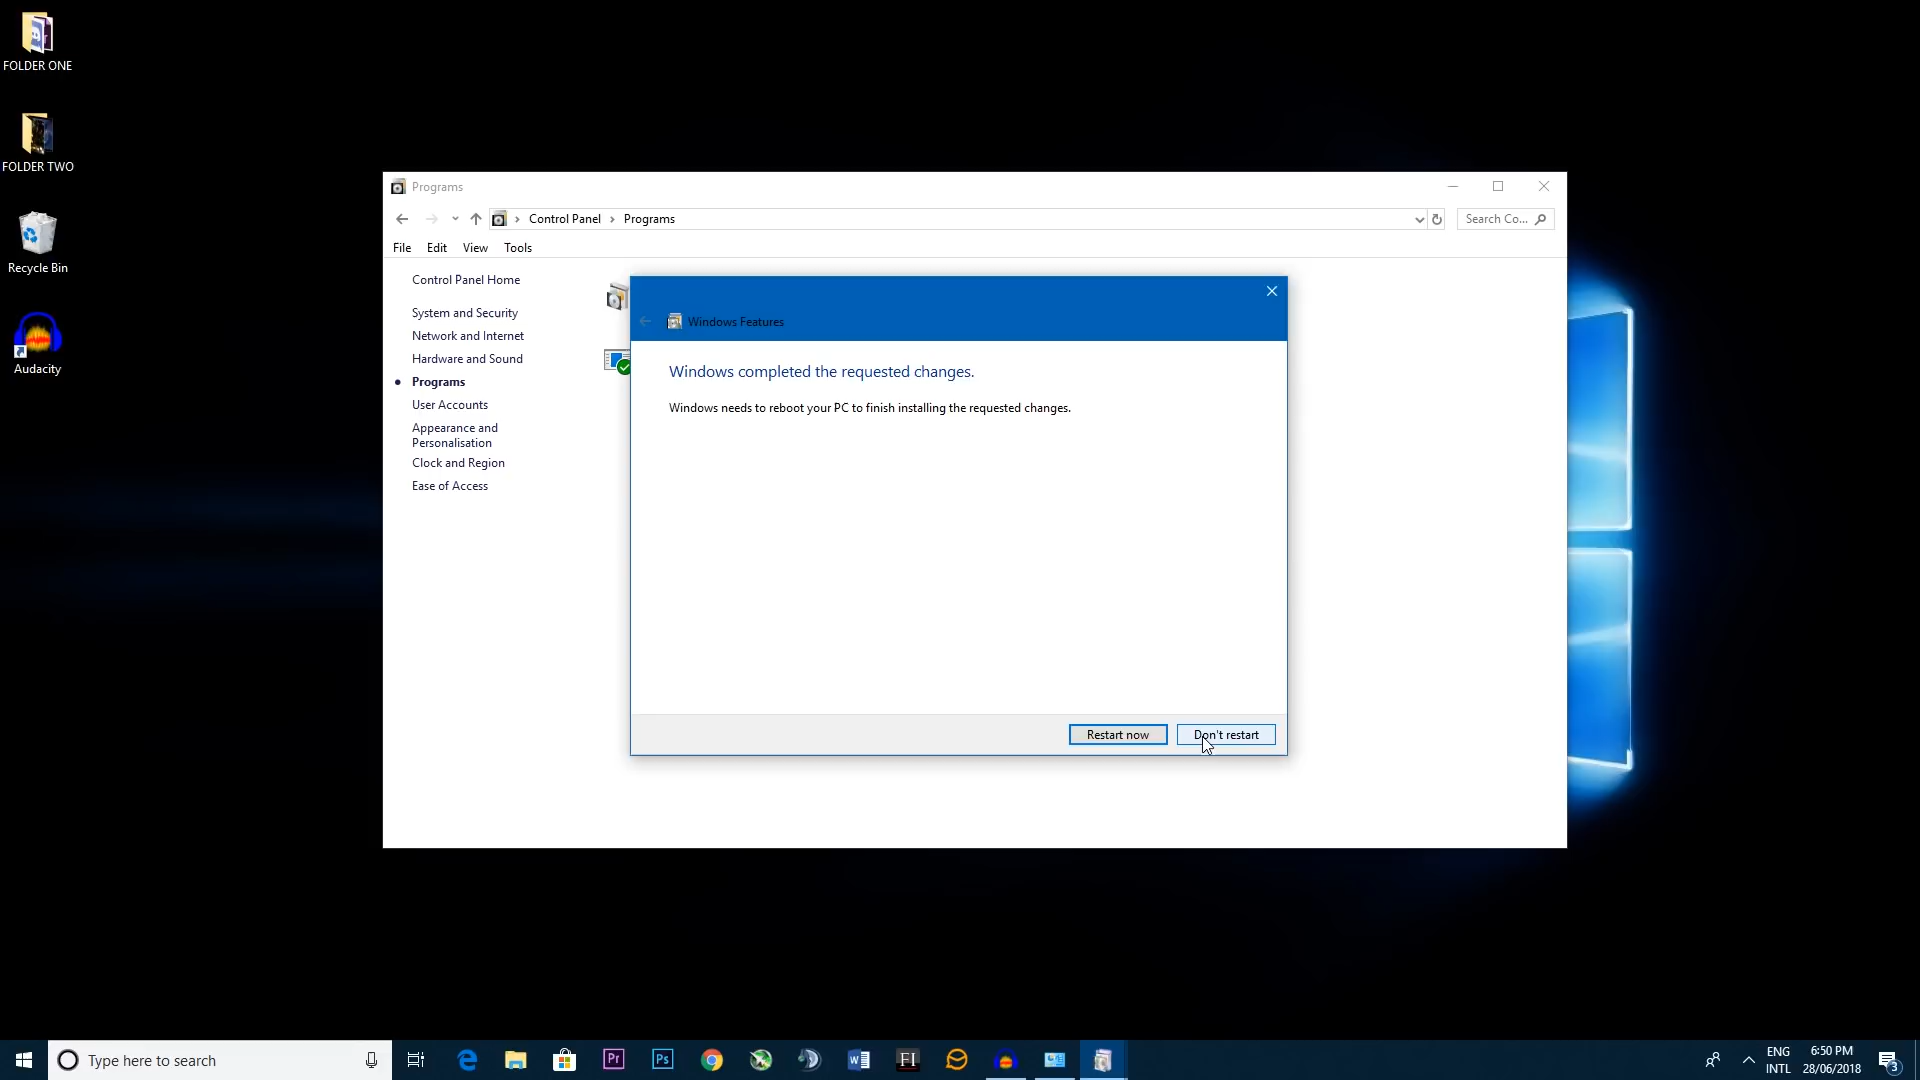 FOLDER ONE
FOLDER TWO
Recycle Bin
Audacity
Programs
Control Panel
Programs
Search Co...
File
Edit
View
Tools
Control Panel Home
System and Security
Network and Internet
Hardware and Sound
Programs
User Accounts
Appearance and
Personalisation
Clock and Region
Ease of Access
Windows Features
Windows completed the requested changes.
Windows needs to reboot your PC to finish installing the requested changes.
Restart now
Don't restart
Type here to search
Pr
Ps
FI
ENG
INTL
6:50 PM
28/06/2018
3